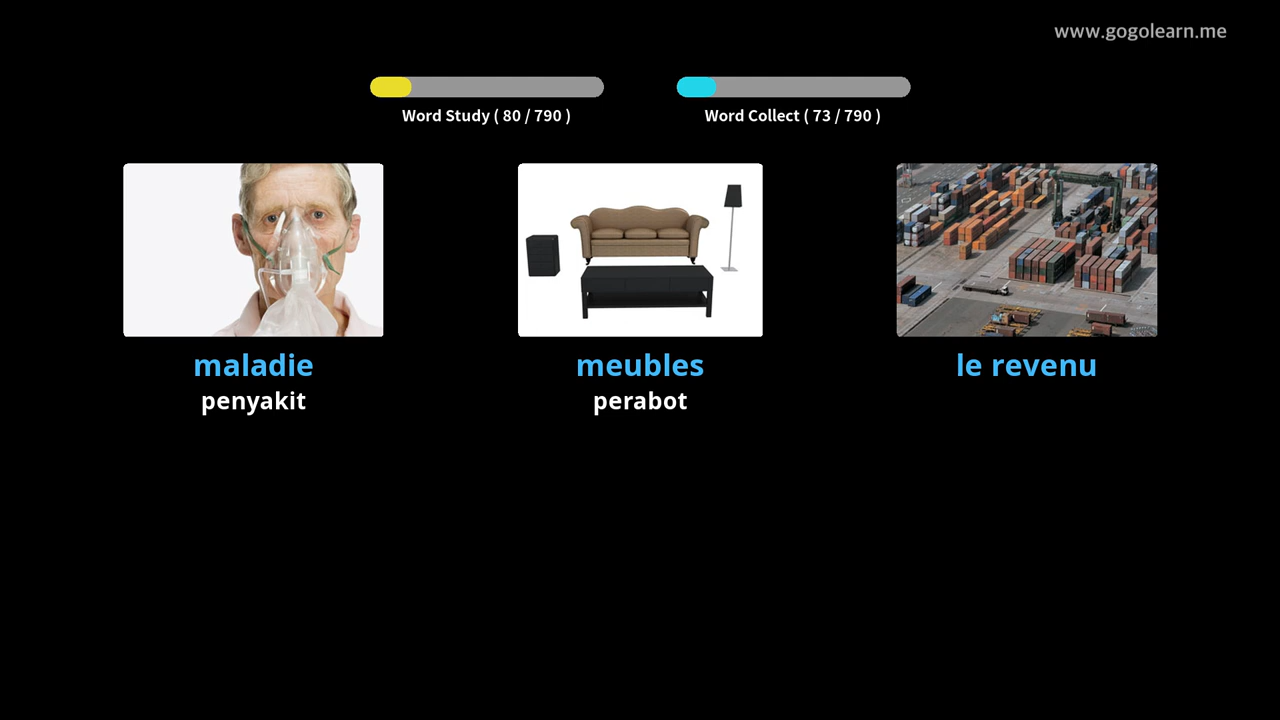 www.gogolearn.me
Word Study ( 80 / 790 )
Word Collect ( 73 / 790 )
maladie
penyakit
meubles
perabot
le revenu